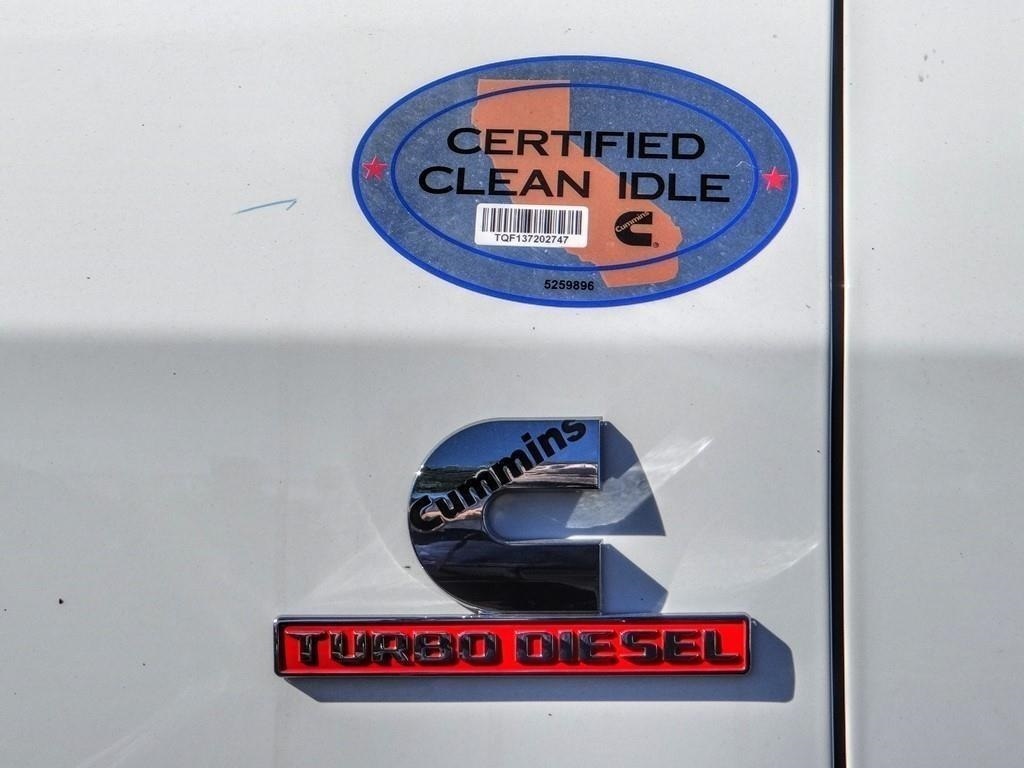 CERTIFIED
CLEAN IDLE
TQF137202747
Cummins
5259896
Cummins
TURBO DIESEL